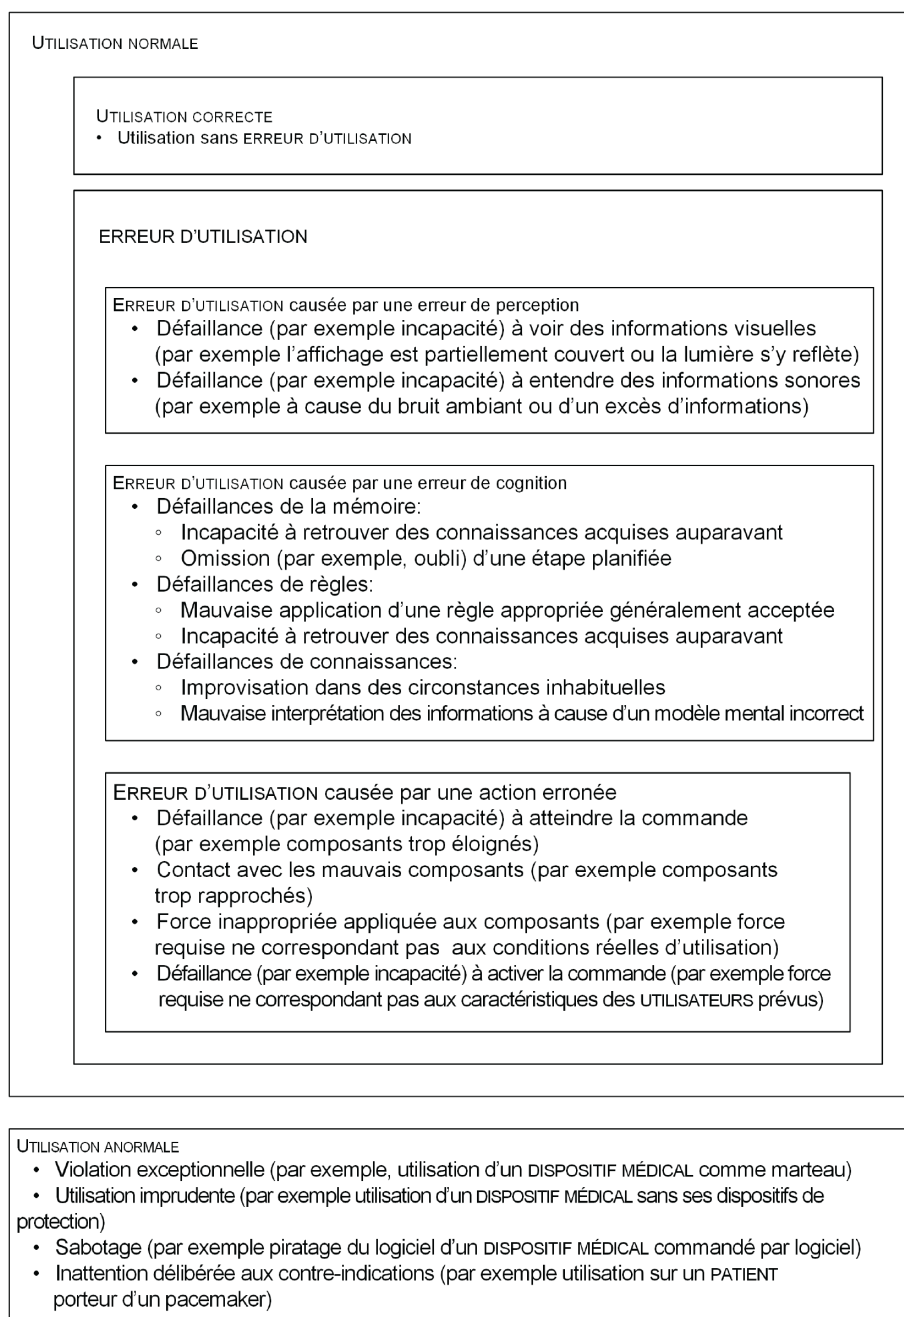 UTILISATION NORMALE
UTILISATION CORRECTE
• Utilisation sans ERREUR D'UTILISATION
ERREUR D'UTILISATION
ERREUR D'UTILISATION causée par une erreur de perception
• Défaillance (par exemple incapacité) à voir des informations visuelles
(par exemple l'affichage est partiellement couvert ou la lumière s'y reflète)
• Défaillance (par exemple incapacité) à entendre des informations sonores
(par exemple à cause du bruit ambiant ou d'un excès d'informations)
ERREUR D'UTILISATION causée par une erreur de cognition
• Défaillances de la mémoire:
◦ Incapacité à retrouver des connaissances acquises auparavant
◦ Omission (par exemple, oubli) d'une étape planifiée
• Défaillances de règles:
◦ Mauvaise application d'une règle appropriée généralement acceptée
◦ Incapacité à retrouver des connaissances acquises auparavant
• Défaillances de connaissances:
◦ Improvisation dans des circonstances inhabituelles
◦ Mauvaise interprétation des informations à cause d'un modèle mental incorrect
ERREUR D'UTILISATION causée par une action erronée
• Défaillance (par exemple incapacité) à atteindre la commande
(par exemple composants trop éloignés)
• Contact avec les mauvais composants (par exemple composants
trop rapprochés)
• Force inappropriée appliquée aux composants (par exemple force
requise ne correspondant pas aux conditions réelles d'utilisation)
• Défaillance (par exemple incapacité) à activer la commande (par exemple force
requise ne correspondant pas aux caractéristiques des UTILISATEURS prévus)
UTILISATION ANORMALE
• Violation exceptionnelle (par exemple, utilisation d'un DISPOSITIF MÉDICAL comme marteau)
• Utilisation imprudente (par exemple utilisation d'un DISPOSITIF MÉDICAL sans ses dispositifs de
protection)
• Sabotage (par exemple piratage du logiciel d'un DISPOSITIF MÉDICAL commandé par logiciel)
• Inattention délibérée aux contre-indications (par exemple utilisation sur un PATIENT
porteur d'un pacemaker)